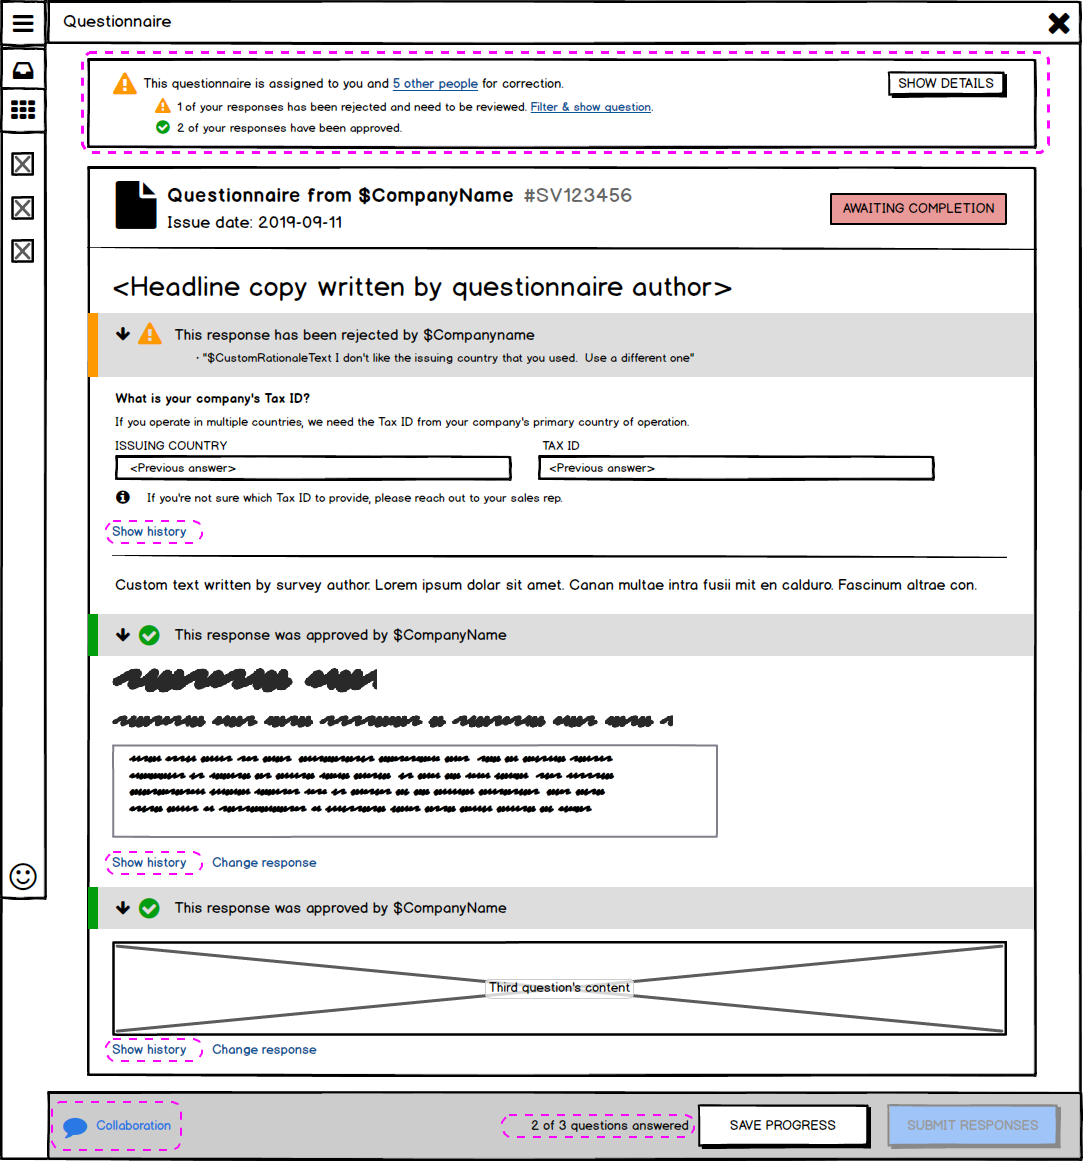 Questionnaire
This questionnaire is assigned to you and 5 other people for correction.
SHOW DETAILS
1 of your responses has been rejected and need to be reviewed. Filter & show question.
2 of your responses have been approved.
Questionnaire from $CompanyName #SV123456
Issue date: 2019-09-11
AWAITING COMPLETION
<Headline copy written by questionnaire author>
This response has been rejected by $Companyname
· "$CustomRationaleText I don't like the issuing country that you used. Use a different one"
What is your company's Tax ID?
If you operate in multiple countries, we need the Tax ID from your company's primary country of operation.
ISSUING COUNTRY TAX ID
<Previous answer> <Previous answer>
If you're not sure which Tax ID to provide, please reach out to your sales rep.
Show history
Custom text written by survey author. Lorem ipsum dolar sit amet. Canan multae intra fusii mit en calduro. Fascinum altrae con.
This response was approved by $CompanyName
Show history Change response
This response was approved by $CompanyName
Third question's content
Show history Change response
Collaboration
2 of 3 questions answered
SAVE PROGRESS
SUBMIT RESPONSES